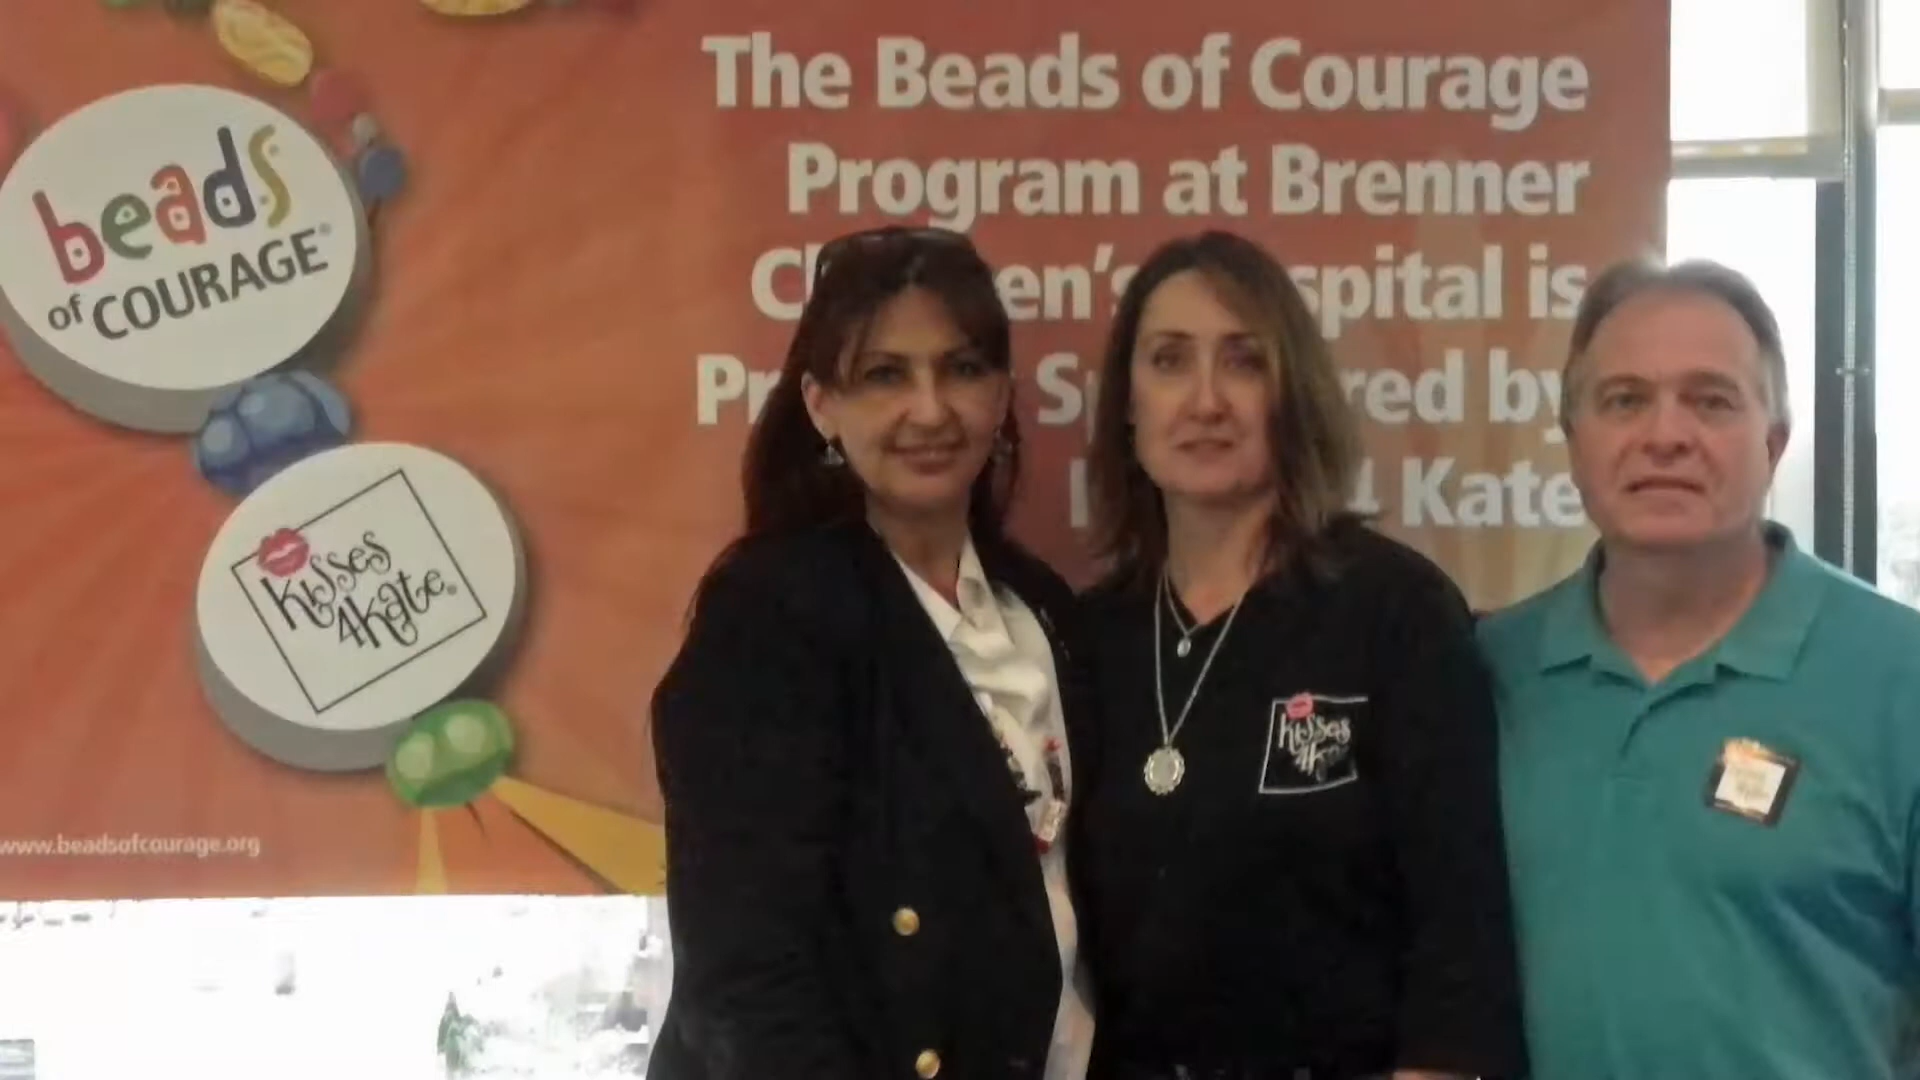 The Beads of Courage
Program at Brenner
en's spital is
red by
4 Kate
beads
of COURAGE®
kisses
4Kate®
www.beadsofcourage.org
kisses